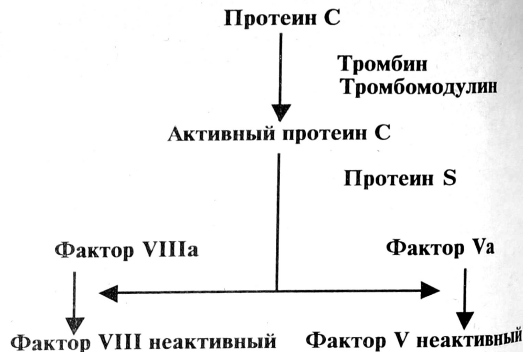 Протеин С
Тромбин
Тромбомодулин
Активный протеин С
Протеин S
Фактор VIIIa
Фактор Va
Фактор VIII неактивный
Фактор V неактивный